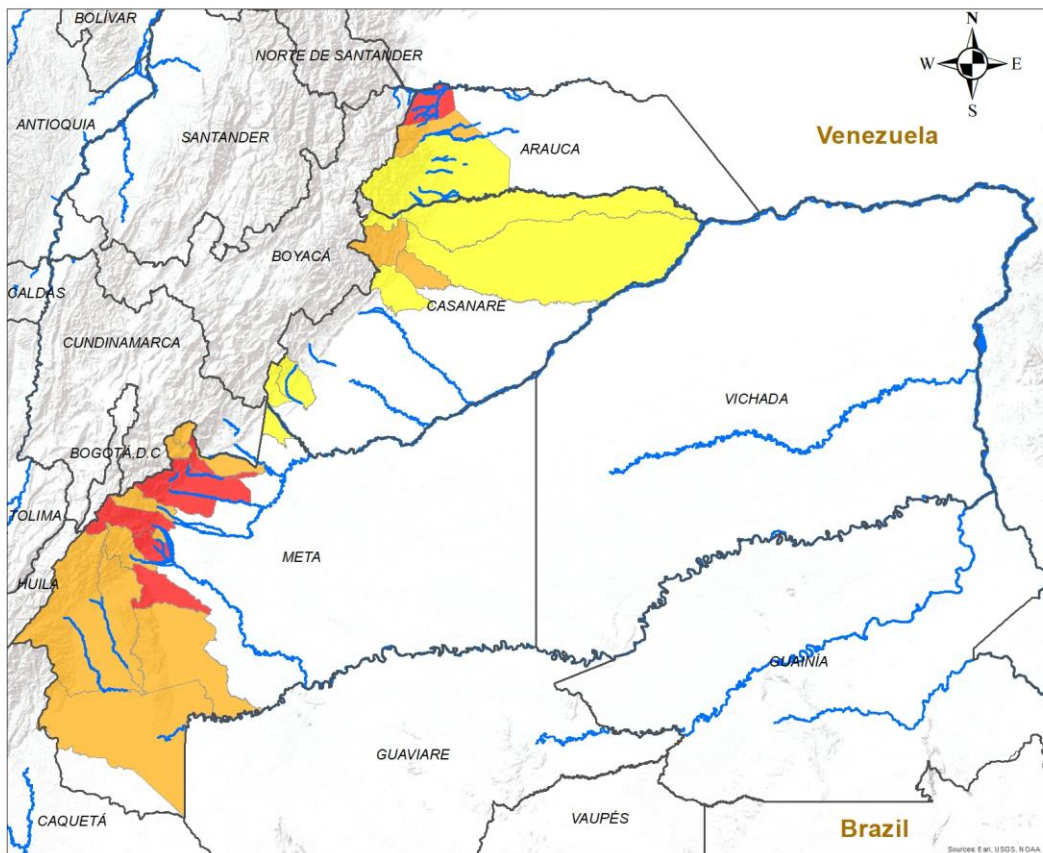 BOLÍVAR
NORTE DE SANTANDER
N
W E
S
ANTIOQUIA
SANTANDER
ARAUCA
Venezuela
BOYACÁ
CALDAS
CASANARE
CUNDINAMARCA
VICHADA
BOGOTÁ,D.C
TOLIMA
META
HUILA
GUAINÍA
GUAVIARE
CAQUETÁ
VAUPÉS
Brazil
Sources: Esri, USGS, NOAA